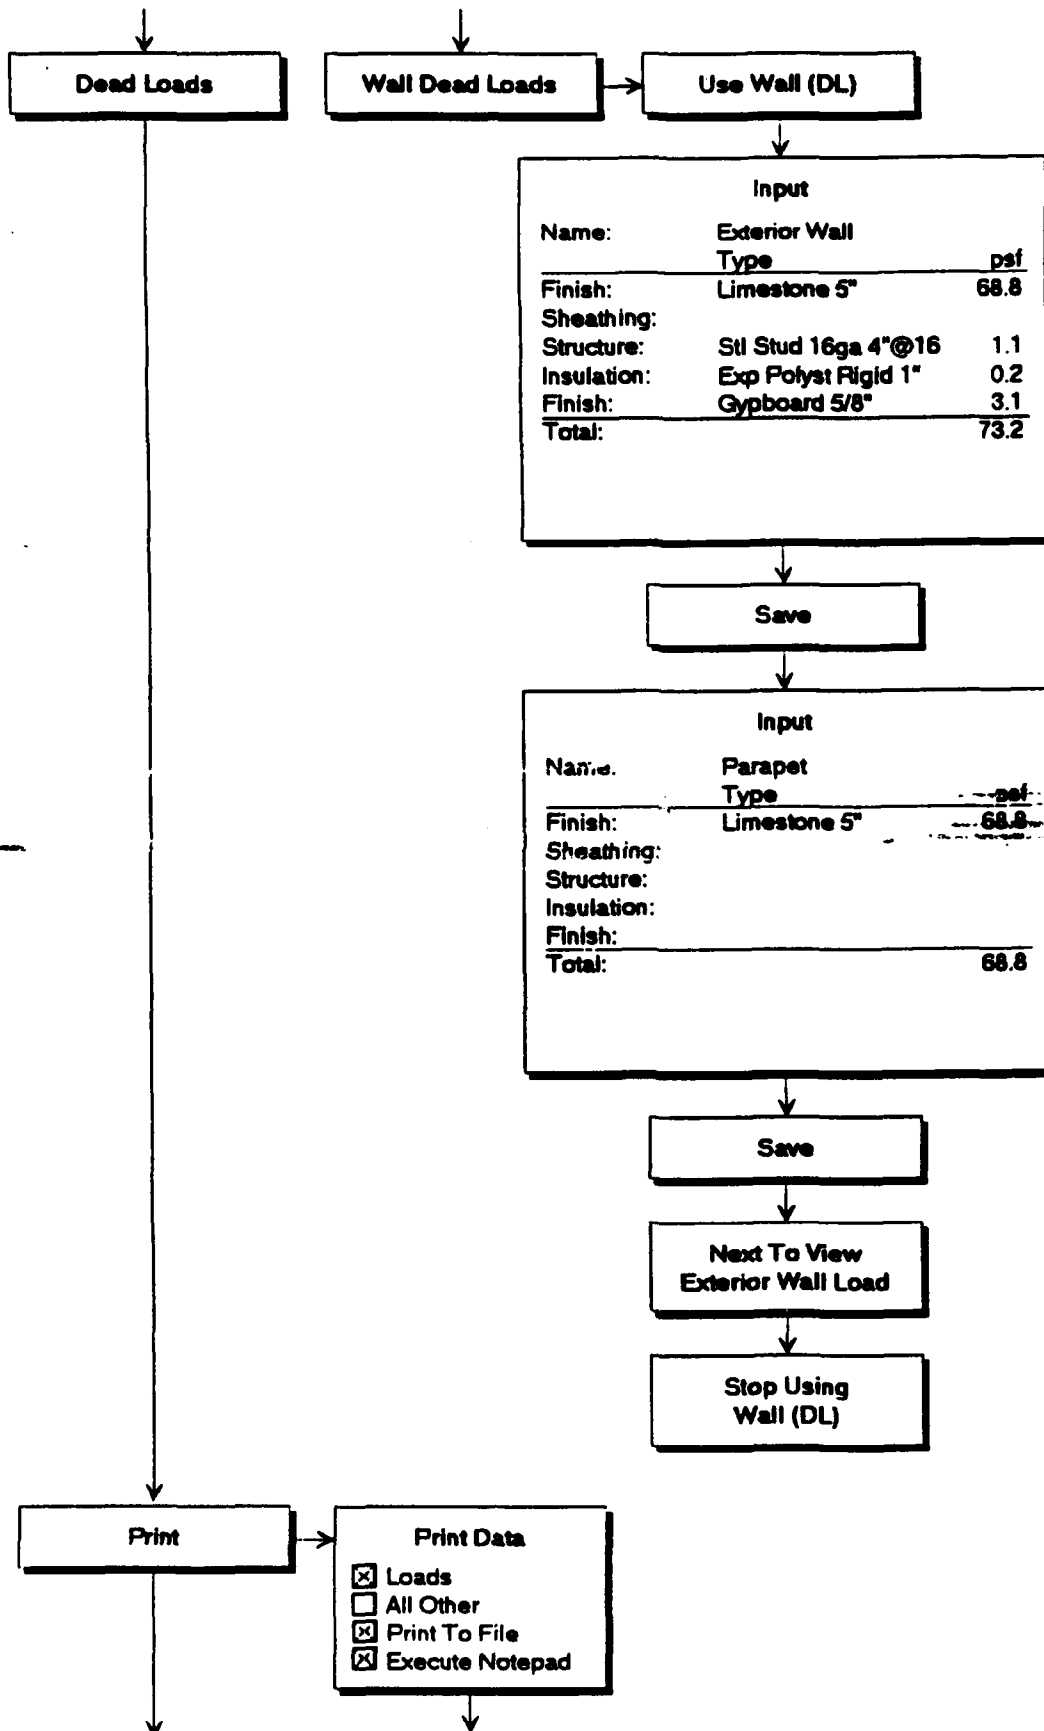 Dead Loads
Wall Dead Loads
Use Wall (DL)
Input
Name: Exterior Wall
Type psf
Finish: Limestone 5" 68.8
Sheathing:
Structure: Stl Stud 16ga 4"@16 1.1
Insulation: Exp Polyst Rigid 1" 0.2
Finish: Gypboard 5/8" 3.1
Total: 73.2
Save
Input
Name: Parapet
Type psf
Finish: Limestone 5" 68.8
Sheathing:
Structure:
Insulation:
Finish:
Total: 68.8
Save
Next To View
Exterior Wall Load
Stop Using
Wall (DL)
Print
Print Data
Loads
All Other
Print To File
Execute Notepad